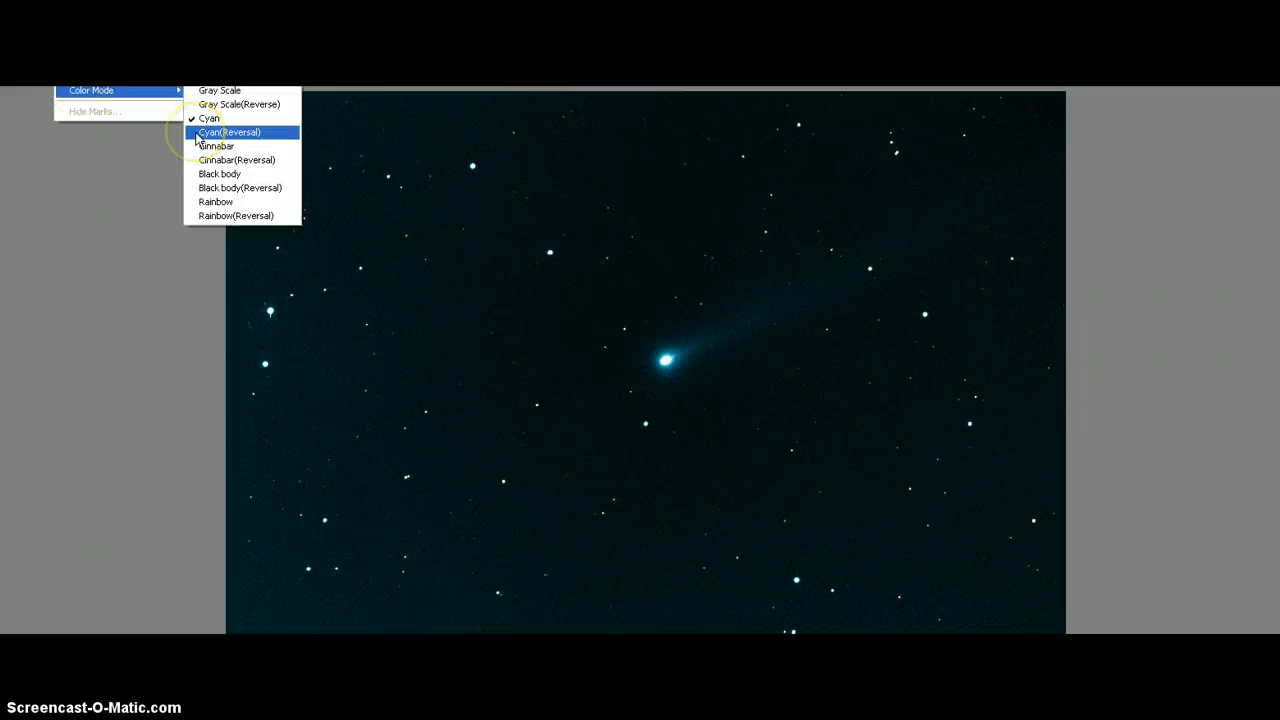 Color Mode
Hide Marks...
Gray Scale
Gray Scale(Reverse)
Cyan
Cyan(Reversal)
Cinnabar
Cinnabar(Reversal)
Black body
Black body(Reversal)
Rainbow
Rainbow(Reversal)
Screencast-O-Matic.com